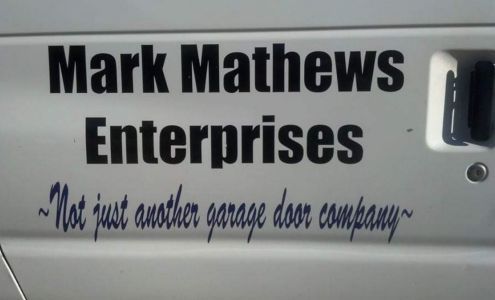 Mark Mathews
Enterprises
~Not just another garage door company~